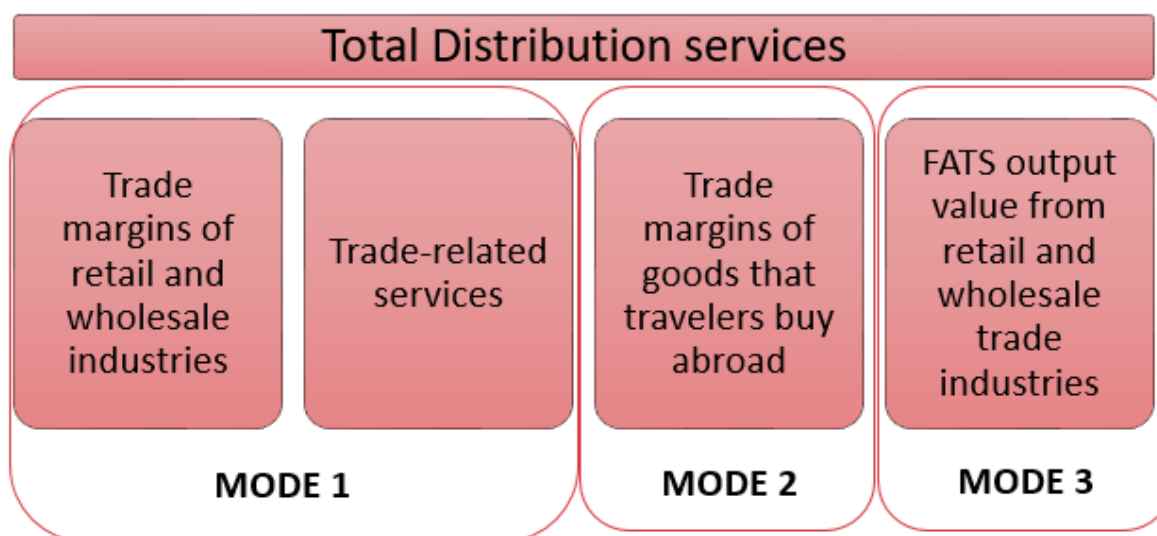 Total Distribution services
Trade
margins of
retail and
wholesale
industries
Trade-related
services
Trade
margins of
goods that
travelers buy
abroad
FATS output
value from
retail and
wholesale
trade
industries
MODE 1
MODE 2
MODE 3